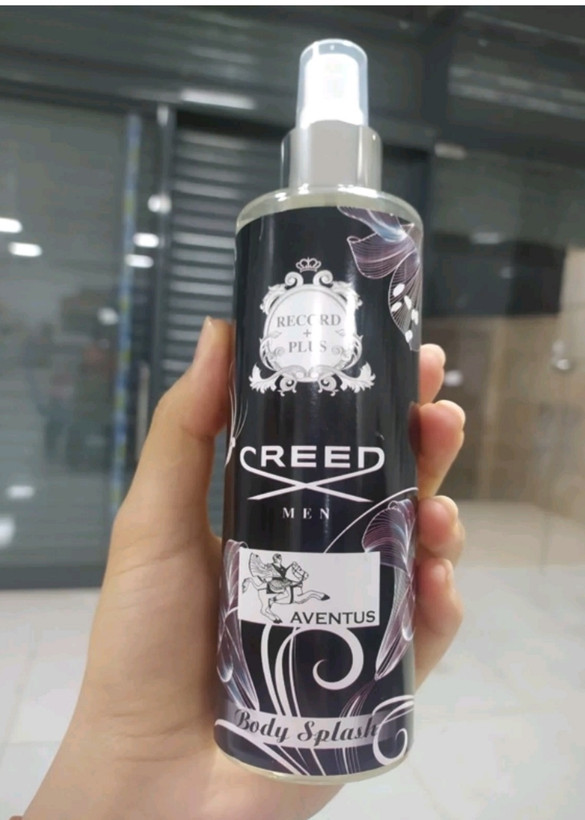 RECORD
+
PLUS
CREED
MEN
AVENTUS
Body Splash